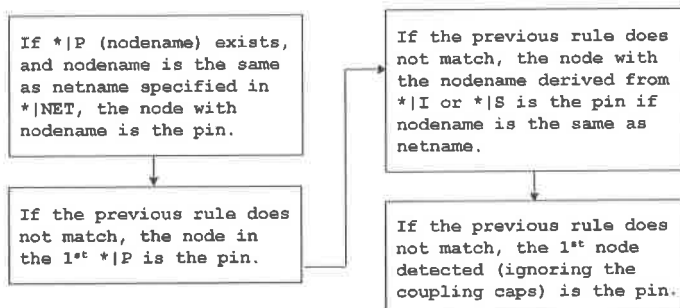 If *|P (nodename) exists,
and nodename is the same
as netname specified in
*|NET, the node with
nodename is the pin.
If the previous rule does
not match, the node in
the 1st *|P is the pin.
If the previous rule does
not match, the node with
the nodename derived from
*|I or *|S is the pin if
nodename is the same as
netname.
If the previous rule does
not match, the 1st node
detected (ignoring the
coupling caps) is the pin.